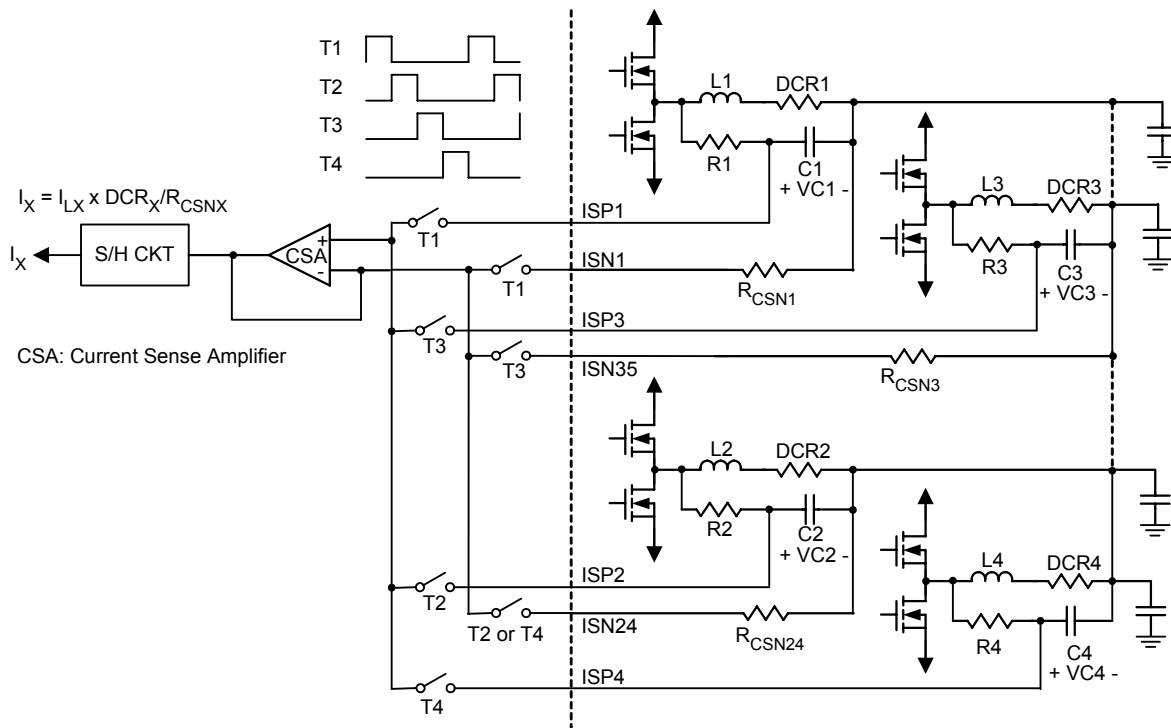 T1
T2
T3
T4
I_X = I_LX x DCR_X/R_CSNX
I_X
S/H CKT
+
CSA
-
CSA: Current Sense Amplifier
T1
ISP1
T1
ISN1
R_CSN1
T3
ISP3
T3
ISN35
R_CSN3
L1
DCR1
R1
C1
+ VC1 -
L3
DCR3
R3
C3
+ VC3 -
L2
DCR2
R2
C2
+ VC2 -
T2
ISP2
T2 or T4
ISN24
R_CSN24
T4
ISP4
L4
DCR4
R4
C4
+ VC4 -